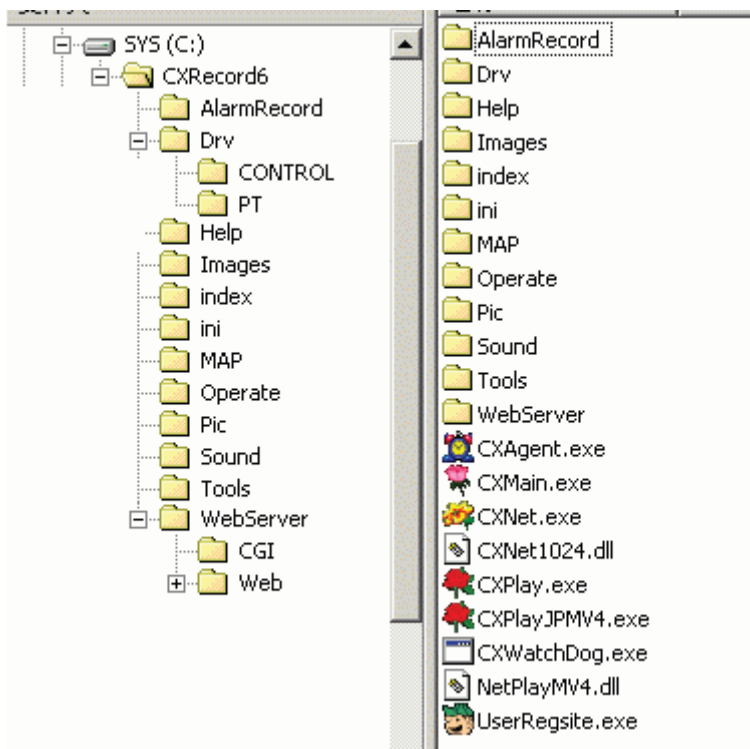 SYS (C:)
CXRecord6
AlarmRecord
Drv
CONTROL
PT
Help
Images
index
ini
MAP
Operate
Pic
Sound
Tools
WebServer
CGI
Web
AlarmRecord
Drv
Help
Images
index
ini
MAP
Operate
Pic
Sound
Tools
WebServer
CXAgent.exe
CXMain.exe
CXNet.exe
CXNet1024.dll
CXPlay.exe
CXPlayJPMV4.exe
CXWatchDog.exe
NetPlayMV4.dll
UserRegsite.exe